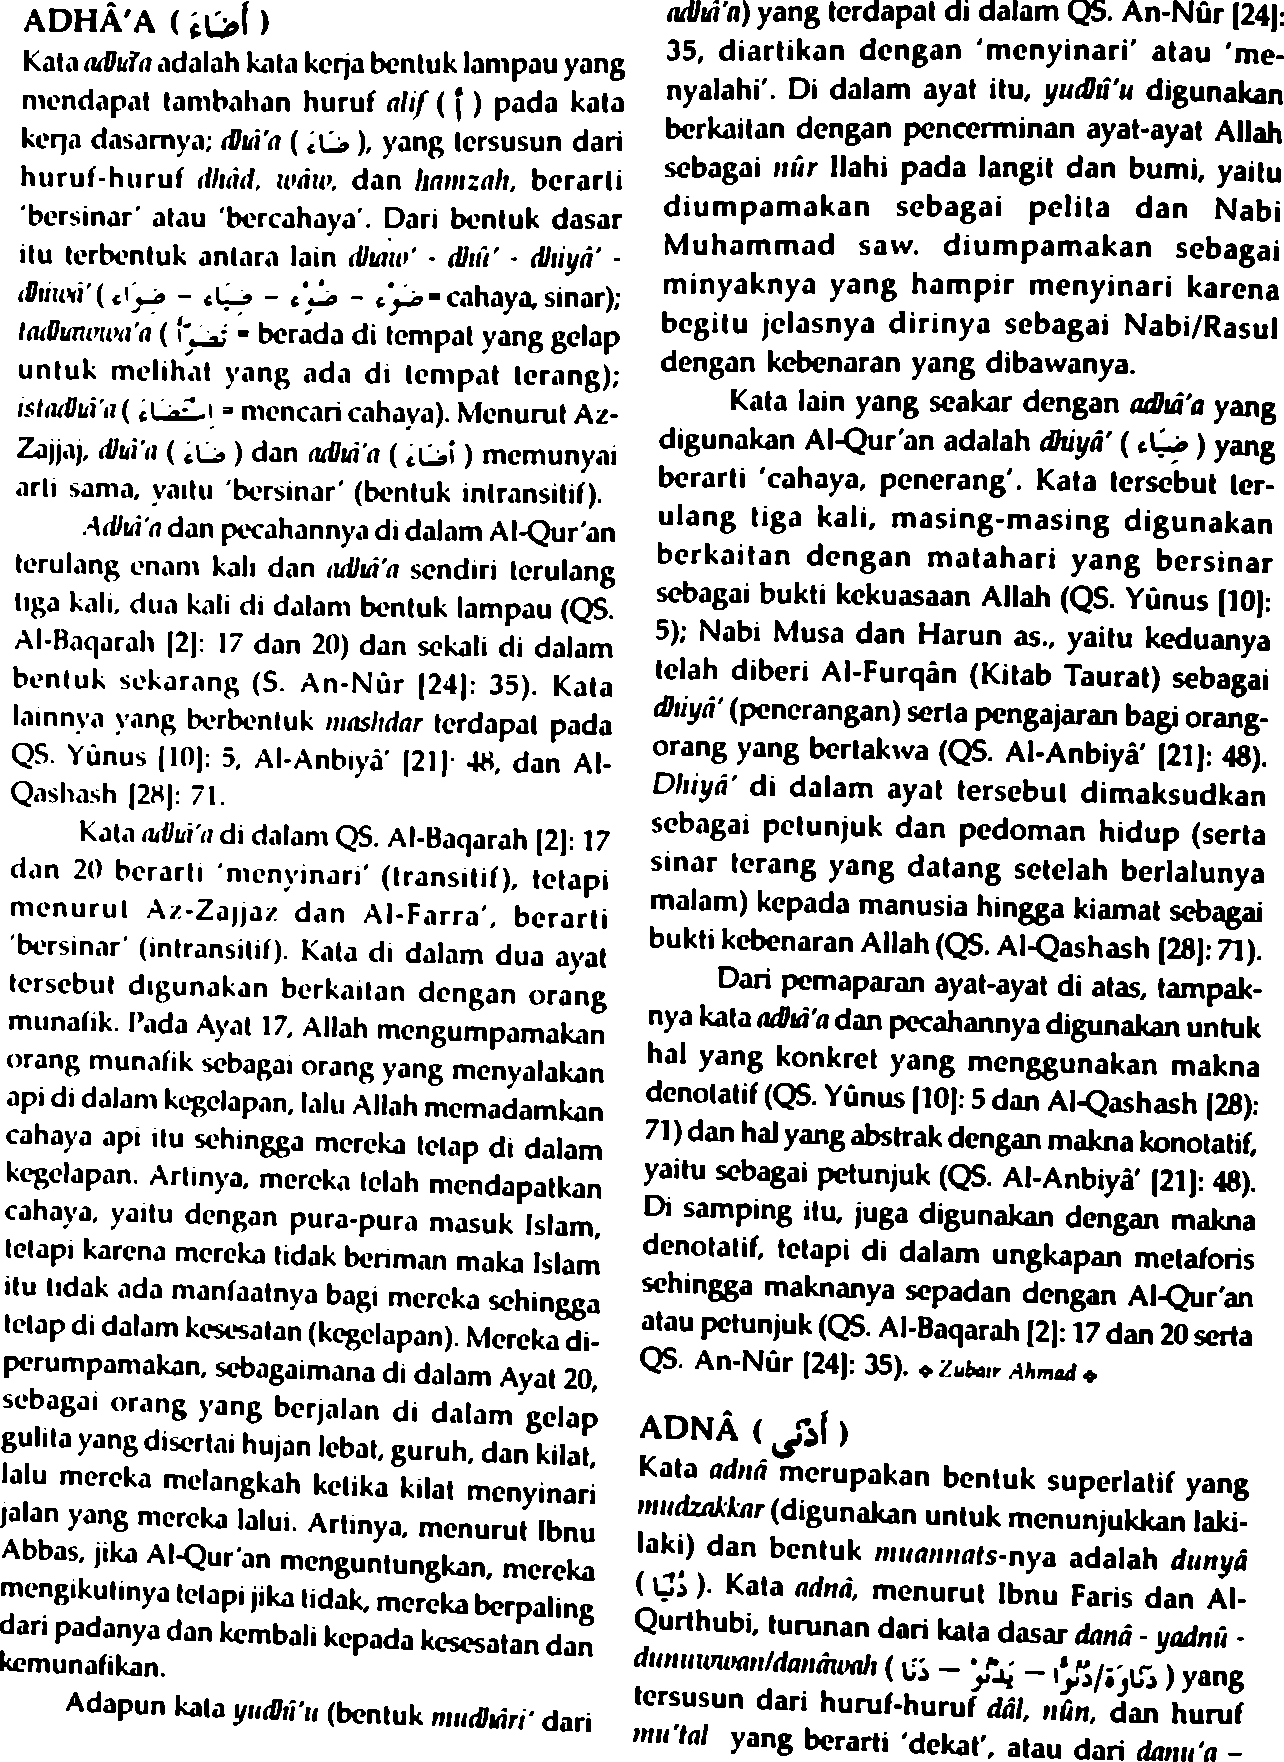 ADHÂ'A ( أَضَاءَ )
Kata adhâ'a adalah kata kerja bentuk lampau yang
mendapat tambahan huruf alif ( أ ) pada kata
kerja dasarnya; dhâ'a ( ضَاءَ ), yang tersusun dari
huruf-huruf dhâd, wâw, dan hamzah, berarti
'bersinar' atau 'bercahaya'. Dari bentuk dasar
itu terbentuk antara lain dhaw' - dhû' - dhiyâ' -
dhiwâ' ( ضَوْء – ضُوْء – ضِيَاء – ضِوَاء = cahaya, sinar);
tadhawwa'a ( تَضَوَّأَ = berada di tempat yang gelap
untuk melihat yang ada di tempat terang);
istadhâ'a ( اِسْتَضَاءَ = mencari cahaya). Menurut Az-
Zajjaj, dhâ'a ( ضَاءَ ) dan adhâ'a ( أَضَاءَ ) memunyai
arti sama, yaitu 'bersinar' (bentuk intransitif).
Adhâ'a dan pecahannya di dalam Al-Qur'an
terulang enam kali dan adhâ'a sendiri terulang
tiga kali, dua kali di dalam bentuk lampau (QS.
Al-Baqarah [2]: 17 dan 20) dan sekali di dalam
bentuk sekarang (S. An-Nûr [24]: 35). Kata
lainnya yang berbentuk mashdar terdapat pada
QS. Yûnus [10]: 5, Al-Anbiyâ' [21]: 48, dan Al-
Qashash [28]: 71.
Kata adhâ'a di dalam QS. Al-Baqarah [2]: 17
dan 20 berarti 'menyinari' (transitif), tetapi
menurut Az-Zajjaz dan Al-Farra', berarti
'bersinar' (intransitif). Kata di dalam dua ayat
tersebut digunakan berkaitan dengan orang
munafik. Pada Ayat 17, Allah mengumpamakan
orang munafik sebagai orang yang menyalakan
api di dalam kegelapan, lalu Allah memadamkan
cahaya api itu sehingga mereka tetap di dalam
kegelapan. Artinya, mereka telah mendapatkan
cahaya, yaitu dengan pura-pura masuk Islam,
tetapi karena mereka tidak beriman maka Islam
itu tidak ada manfaatnya bagi mereka sehingga
tetap di dalam kesesatan (kegelapan). Mereka di-
perumpamakan, sebagaimana di dalam Ayat 20,
sebagai orang yang berjalan di dalam gelap
gulita yang disertai hujan lebat, guruh, dan kilat,
lalu mereka melangkah ketika kilat menyinari
jalan yang mereka lalui. Artinya, menurut Ibnu
Abbas, jika Al-Qur'an menguntungkan, mereka
mengikutinya tetapi jika tidak, mereka berpaling
dari padanya dan kembali kepada kesesatan dan
kemunafikan.
Adapun kata yudhî'u (bentuk mudhâri' dari
adhâ'a) yang terdapat di dalam QS. An-Nûr [24]:
35, diartikan dengan 'menyinari' atau 'me-
nyalahi'. Di dalam ayat itu, yudhî'u digunakan
berkaitan dengan pencerminan ayat-ayat Allah
sebagai nûr Ilahi pada langit dan bumi, yaitu
diumpamakan sebagai pelita dan Nabi
Muhammad saw. diumpamakan sebagai
minyaknya yang hampir menyinari karena
begitu jelasnya dirinya sebagai Nabi/Rasul
dengan kebenaran yang dibawanya.
Kata lain yang seakar dengan adhâ'a yang
digunakan Al-Qur'an adalah dhiyâ' ( ضِيَاء ) yang
berarti 'cahaya, penerang'. Kata tersebut ter-
ulang tiga kali, masing-masing digunakan
berkaitan dengan matahari yang bersinar
sebagai bukti kekuasaan Allah (QS. Yûnus [10]:
5); Nabi Musa dan Harun as., yaitu keduanya
telah diberi Al-Furqân (Kitab Taurat) sebagai
dhiyâ' (penerangan) serta pengajaran bagi orang-
orang yang bertakwa (QS. Al-Anbiyâ' [21]: 48).
Dhiyâ' di dalam ayat tersebut dimaksudkan
sebagai petunjuk dan pedoman hidup (serta
sinar terang yang datang setelah berlalunya
malam) kepada manusia hingga kiamat sebagai
bukti kebenaran Allah (QS. Al-Qashash [28]: 71).
Dari pemaparan ayat-ayat di atas, tampak-
nya kata adhâ'a dan pecahannya digunakan untuk
hal yang konkret yang menggunakan makna
denotatif (QS. Yûnus [10]: 5 dan Al-Qashash [28):
71) dan hal yang abstrak dengan makna konotatif,
yaitu sebagai petunjuk (QS. Al-Anbiyâ' [21]: 48).
Di samping itu, juga digunakan dengan makna
denotatif, tetapi di dalam ungkapan metaforis
sehingga maknanya sepadan dengan Al-Qur'an
atau petunjuk (QS. Al-Baqarah [2]: 17 dan 20 serta
QS. An-Nûr [24]: 35). ❖ Zubair Ahmad ❖
ADNÂ ( أَدْنَى )
Kata adnâ merupakan bentuk superlatif yang
mudzakkar (digunakan untuk menunjukkan laki-
laki) dan bentuk muannats-nya adalah dunyâ
( دُنْيَا ). Kata adnâ, menurut Ibnu Faris dan Al-
Qurthubi, turunan dari kata dasar danâ - yadnû -
dunuwwan/danâwah ( دَنَا – يَدْنُو – دُنُوًّا/دَنَاوَة ) yang
tersusun dari huruf-huruf dâl, nûn, dan huruf
mu'tal yang berarti 'dekat', atau dari danu'a –